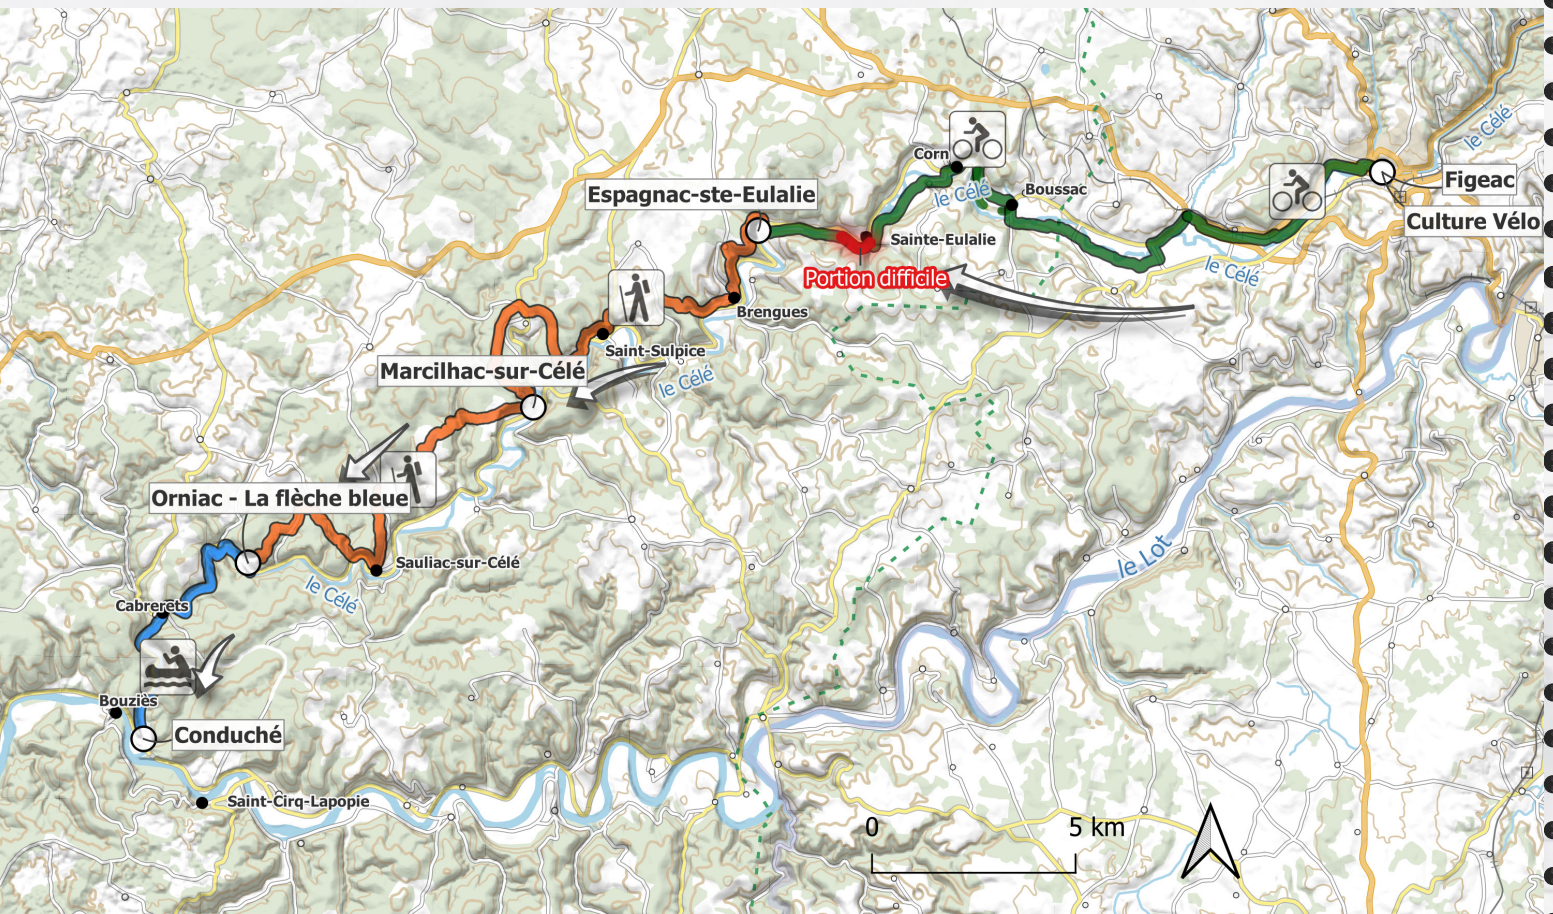 le Célé
Corn
Figeac
Boussac
le Célé
Espagnac-ste-Eulalie
Culture Vélo
Sainte-Eulalie
le Célé
Portion difficile
Brengues
Saint-Sulpice
Marcilhac-sur-Célé
le Célé
Orniac - La flèche bleue
le Lot
Sauliac-sur-Célé
le Célé
Cabrerets
Bouziès
Conduché
Saint-Cirq-Lapopie
0 5 km